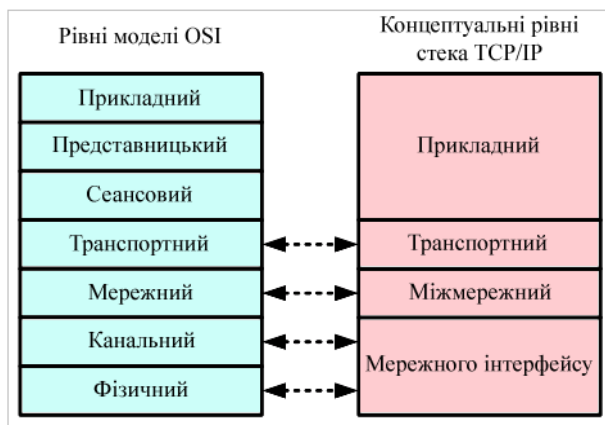 Рівні моделі OSI
Концептуальні рівні
стека TCP/IP
Прикладний
Представницький
Сеансовий
Транспортний
Мережний
Канальний
Фізичний
Прикладний
Транспортний
Міжмережний
Мережного інтерфейсу